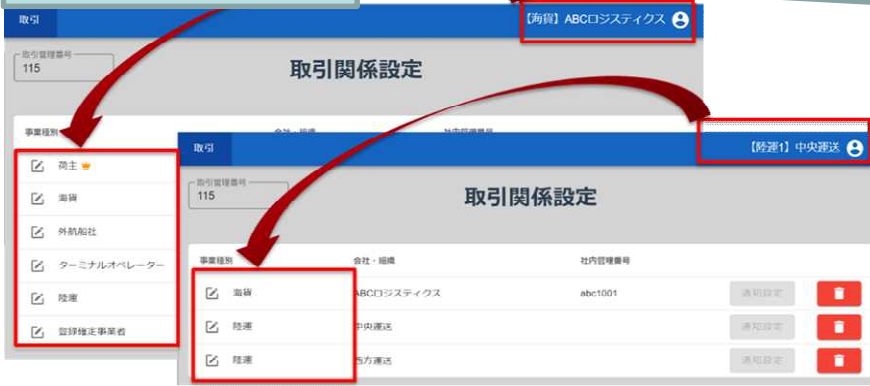 取引
【海貨】ABCロジスティクス
取引管理番号
115
取引関係設定
事業種別
会社・組織
社内管理番号
荷主
海貨
外航船社
ターミナルオペレーター
陸運
登録確定事業者
取引
【陸運1】中央運送
取引管理番号
115
取引関係設定
事業種別 会社・組織 社内管理番号
海貨 ABCロジスティクス abc1001 通知設定
陸運 中央運送 通知設定
陸運 西方運送 通知設定